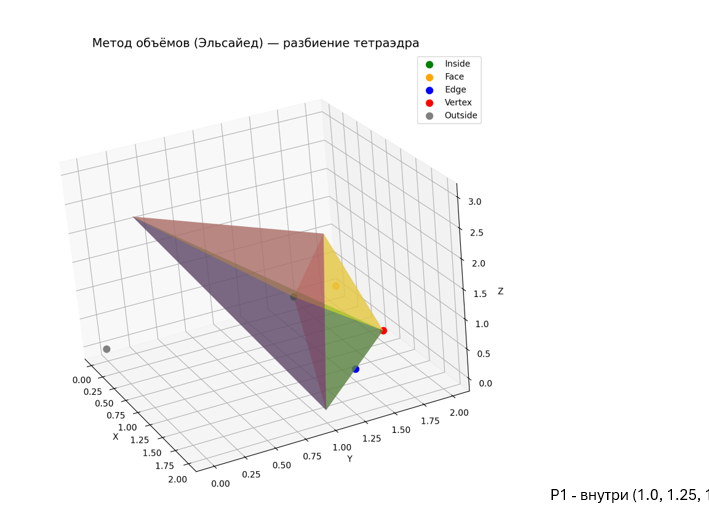 Метод объёмов (Эльсайед) — разбиение тетраэдра
Inside
Face
Edge
Vertex
Outside
3.0
2.5
2.0
1.5
1.0
0.5
0.0
Z
0.00
0.25
0.50
0.75
1.00
1.25
1.50
1.75
2.00
X
0.00
0.25
0.50
0.75
1.00
1.25
1.50
1.75
2.00
Y
P1 - внутри (1.0, 1.25, 1